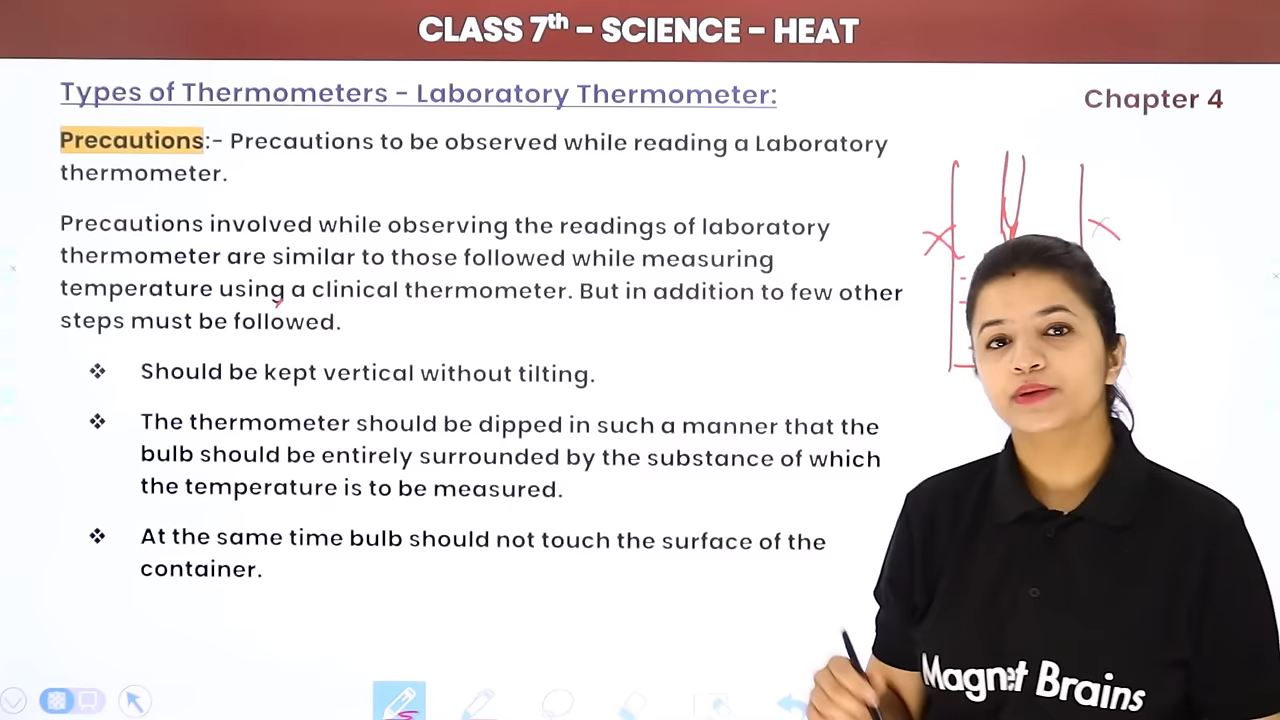 CLASS 7th - SCIENCE - HEAT
Types of Thermometers - Laboratory Thermometer:
Chapter 4
Precautions:- Precautions to be observed while reading a Laboratory
thermometer.
Precautions involved while observing the readings of laboratory
thermometer are similar to those followed while measuring
temperature using a clinical thermometer. But in addition to few other
steps must be followed.
❖ Should be kept vertical without tilting.
❖ The thermometer should be dipped in such a manner that the
bulb should be entirely surrounded by the substance of which
the temperature is to be measured.
❖ At the same time bulb should not touch the surface of the
container.
Magnet Brains